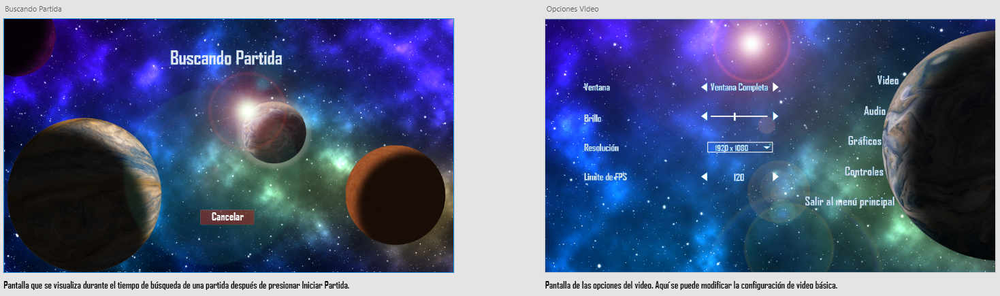 Buscando Partida
Buscando Partida
Cancelar
Pantalla que se visualiza durante el tiempo de búsqueda de una partida después de presionar Iniciar Partida.
Opciones VIdeo
Ventana
Ventana Completa
Brillo
Resolución
1920 x 1080
Limite de FPS
120
Video
Audio
Gráficos
Controles
Salir al menú principal
Pantalla de las opciones del video. Aquí se puede modificar la configuración de video básica.